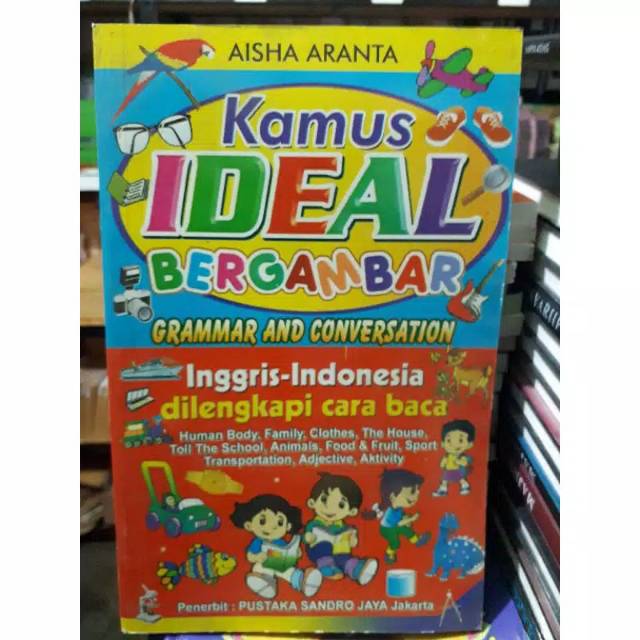 AISHA ARANTA
Kamus
IDEAL
BERGAMBAR
GRAMMAR AND CONVERSATION
Inggris-Indonesia
dilengkapi cara baca
Human Body, Family, Clothes, The House,
Toll The School, Animals, Food & Fruit, Sport
Transportation, Adjective, Aktivity
Penerbit : PUSTAKA SANDRO JAYA Jakarta